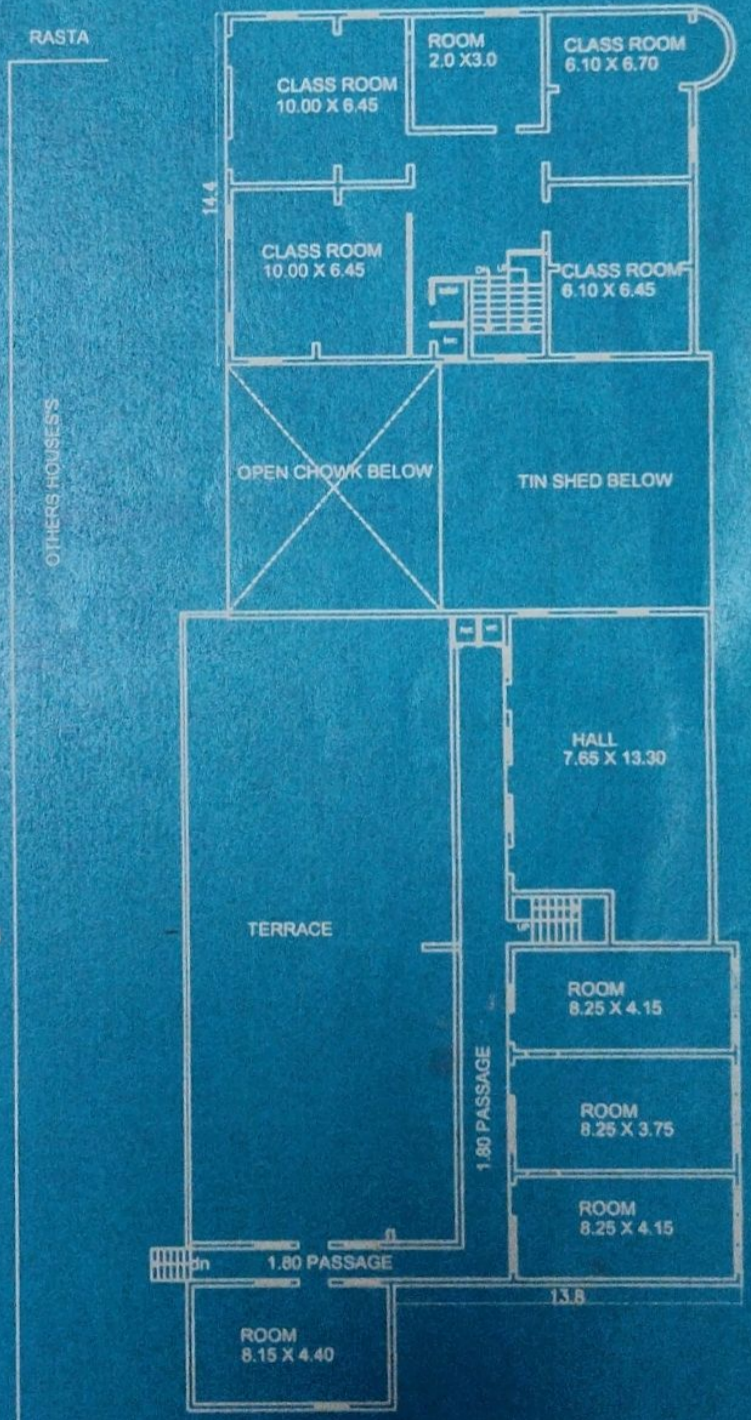 RASTA
ROOM
2.0 X3.0
CLASS ROOM
6.10 X 6.70
CLASS ROOM
10.00 X 6.45
14.4
CLASS ROOM
10.00 X 6.45
UP
CLASS ROOM
6.10 X 6.45
OTHERS HOUSES'S
OPEN CHOWK BELOW
TIN SHED BELOW
HALL
7.65 X 13.30
TERRACE
UP
ROOM
8.25 X 4.15
1.80 PASSAGE
ROOM
8.25 X 3.75
ROOM
8.25 X 4.15
dn
1.80 PASSAGE
13.8
ROOM
8.15 X 4.40